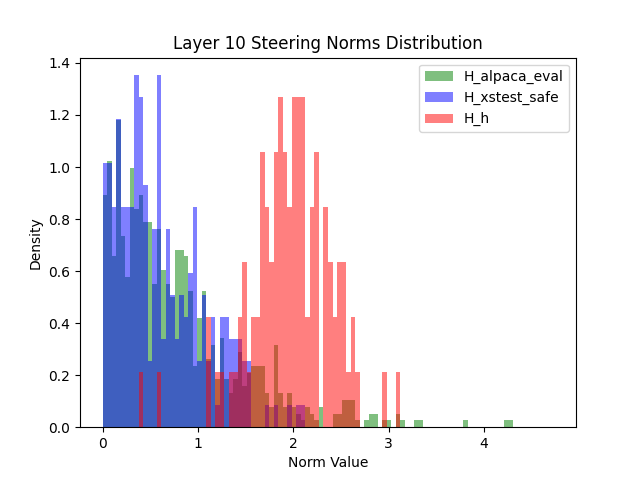 Layer 10 Steering Norms Distribution
H_alpaca_eval
H_xstest_safe
H_h
Density
1.4
1.2
1.0
0.8
0.6
0.4
0.2
0.0
0 1 2 3 4
Norm Value